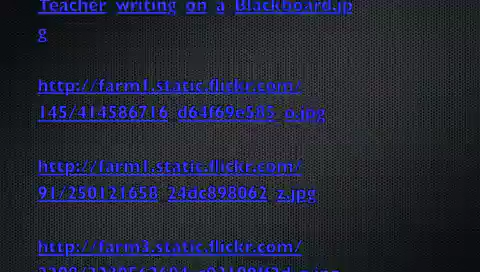 Teacher writing on a Blackboard.jp
g
http://farm1.static.flickr.com/
145/414586716_d64f69e585_o.jpg
http://farm1.static.flickr.com/
91/250121658_24dc898062_z.jpg
http://farm3.static.flickr.com/